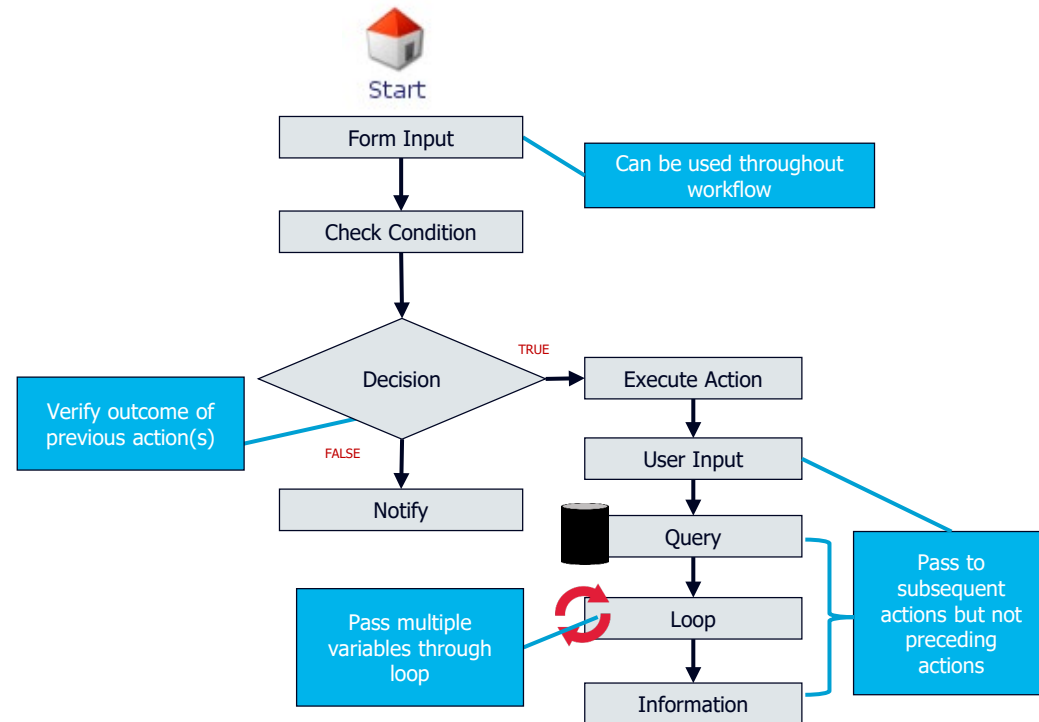 Start
Form Input
Can be used throughout
workflow
Check Condition
TRUE
Decision
Execute Action
Verify outcome of
previous action(s)
FALSE
User Input
Notify
Query
Pass to
subsequent
actions but not
preceding
actions
Pass multiple
variables through
loop
Loop
Information